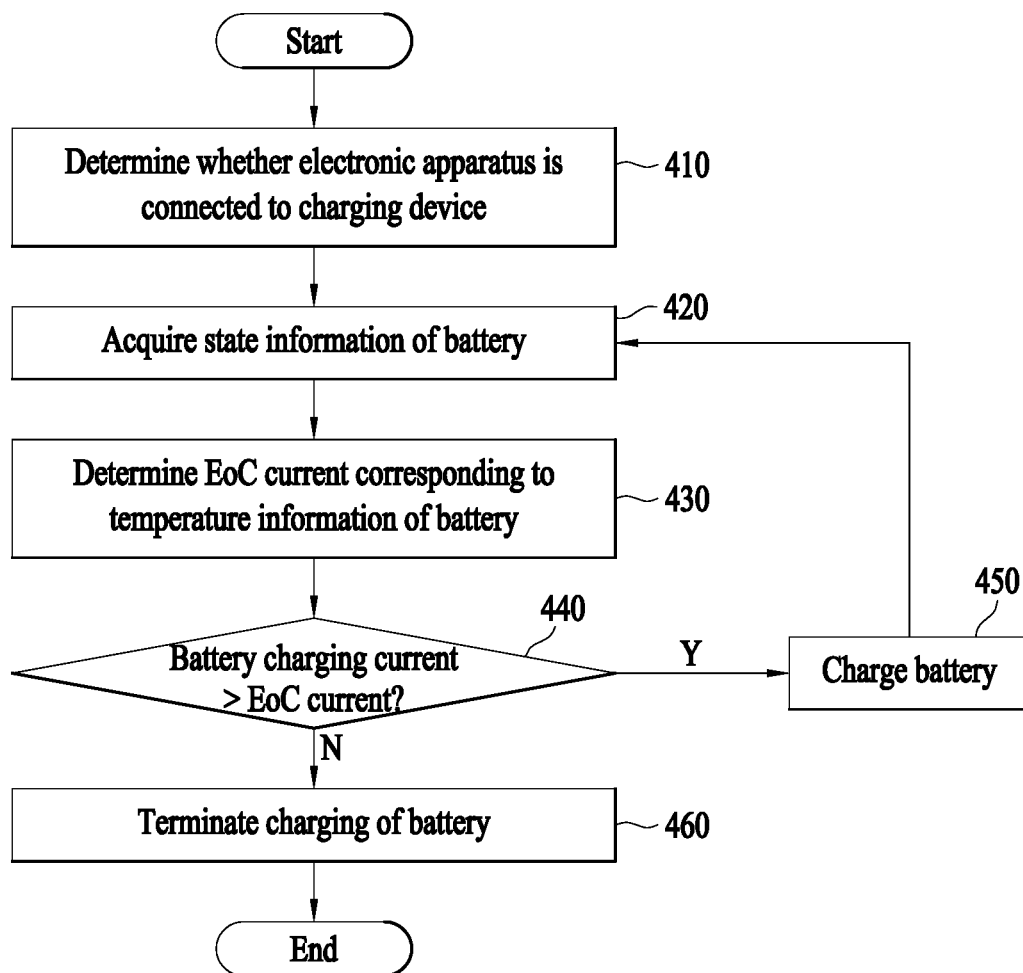 Start
Determine whether electronic apparatus is
connected to charging device
410
420
Acquire state information of battery
Determine EoC current corresponding to
temperature information of battery
430
440
450
Battery charging current
> EoC current?
Y
Charge battery
N
Terminate charging of battery
460
End